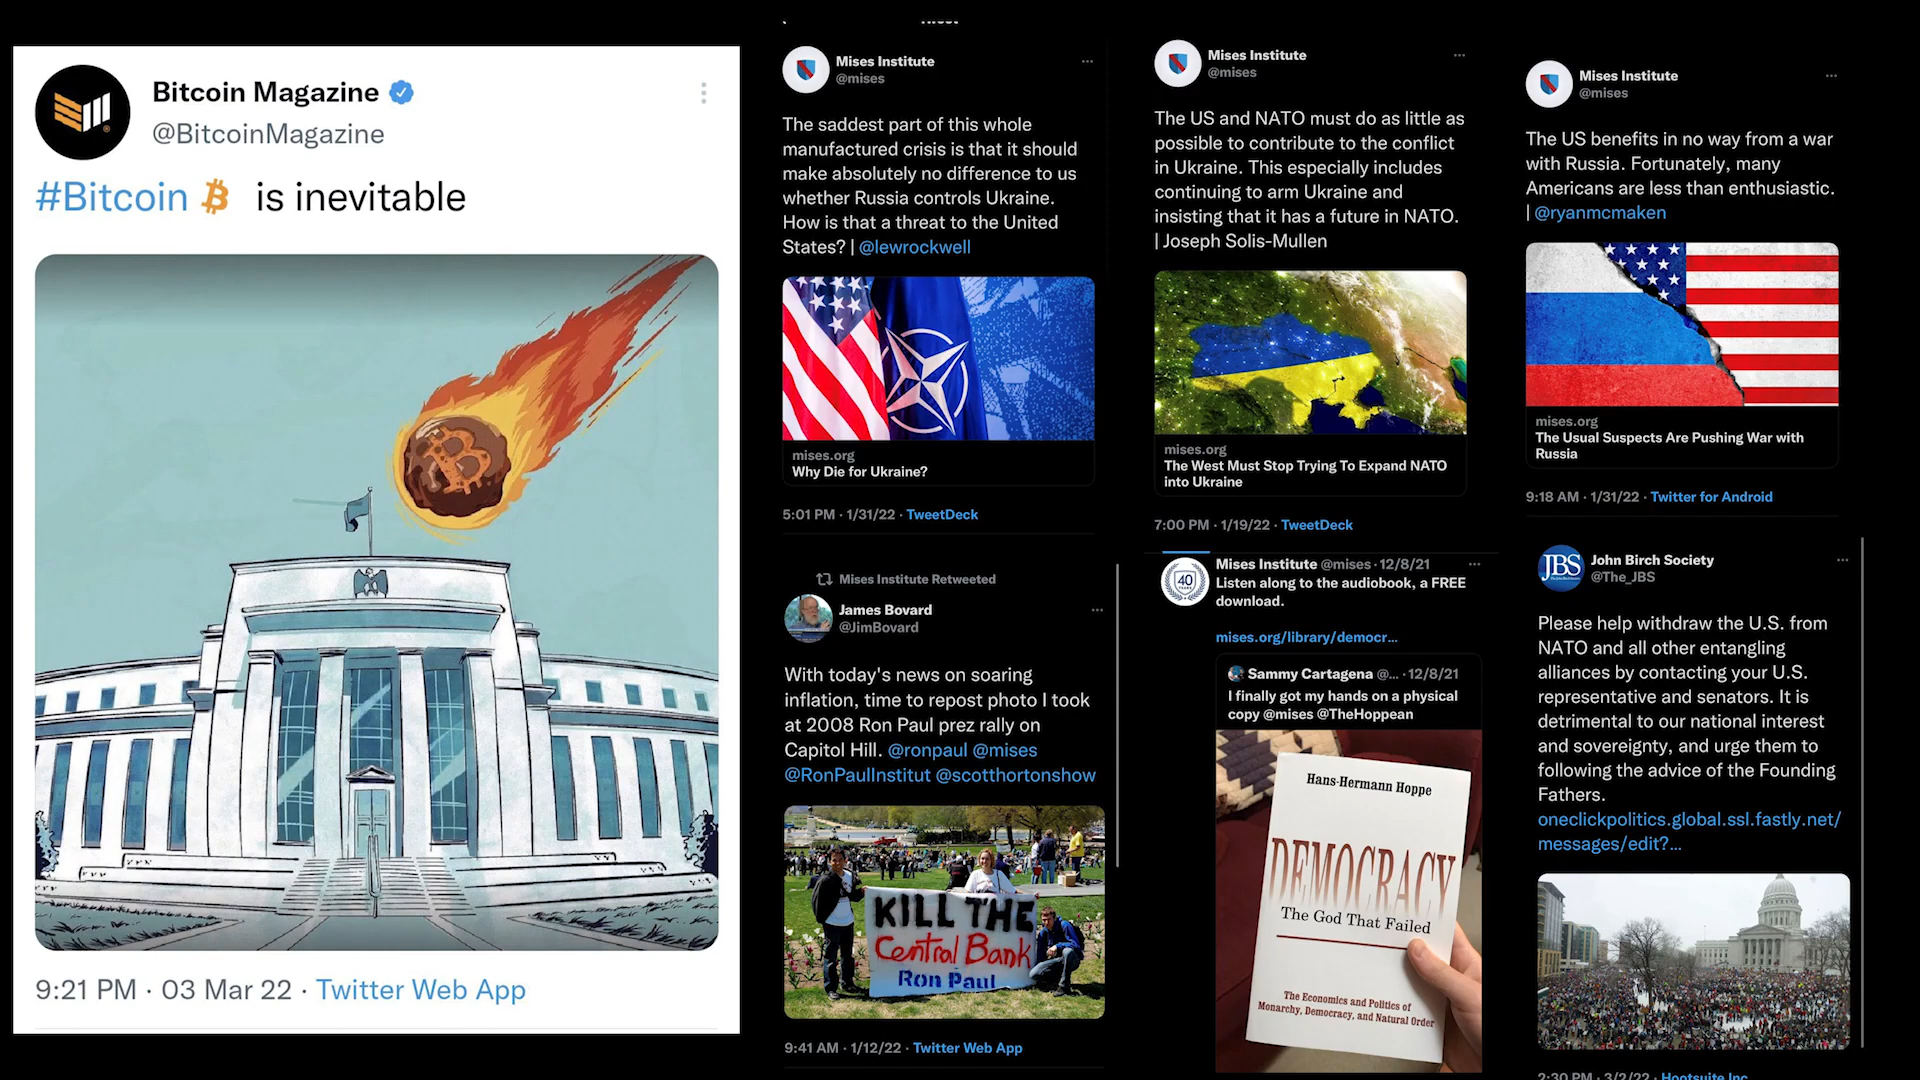 Bitcoin Magazine
@BitcoinMagazine
#Bitcoin is inevitable
9:21 PM · 03 Mar 22 · Twitter Web App
Mises Institute
@mises
The saddest part of this whole
manufactured crisis is that it should
make absolutely no difference to us
whether Russia controls Ukraine.
How is that a threat to the United
States? | @lewrockwell
mises.org
Why Die for Ukraine?
5:01 PM · 1/31/22 · TweetDeck
Mises Institute Retweeted
James Bovard
@JimBovard
With today's news on soaring
inflation, time to repost photo I took
at 2008 Ron Paul prez rally on
Capitol Hill. @ronpaul @mises
@RonPaulInstitut @scotthortonshow
KILL THE
Central Bank
Ron Paul
9:41 AM · 1/12/22 · Twitter Web App
Mises Institute
@mises
The US and NATO must do as little as
possible to contribute to the conflict
in Ukraine. This especially includes
continuing to arm Ukraine and
insisting that it has a future in NATO.
| Joseph Solis-Mullen
mises.org
The West Must Stop Trying To Expand NATO
into Ukraine
7:00 PM · 1/19/22 · TweetDeck
40
Mises Institute @mises · 12/8/21
Listen along to the audiobook, a FREE
download.
mises.org/library/democr...
Sammy Cartagena @... · 12/8/21
I finally got my hands on a physical
copy @mises @TheHoppean
Hans-Hermann Hoppe
DEMOCRACY
The God That Failed
The Economics and Politics of
Monarchy, Democracy, and Natural Order
Mises Institute
@mises
The US benefits in no way from a war
with Russia. Fortunately, many
Americans are less than enthusiastic.
| @ryanmcmaken
mises.org
The Usual Suspects Are Pushing War with
Russia
9:18 AM · 1/31/22 · Twitter for Android
JBS
John Birch Society
@The_JBS
Please help withdraw the U.S. from
NATO and all other entangling
alliances by contacting your U.S.
representative and senators. It is
detrimental to our national interest
and sovereignty, and urge them to
following the advice of the Founding
Fathers.
oneclickpolitics.global.ssl.fastly.net/
messages/edit?...
2:30 PM · 3/2/22 · Hootsuite Inc.